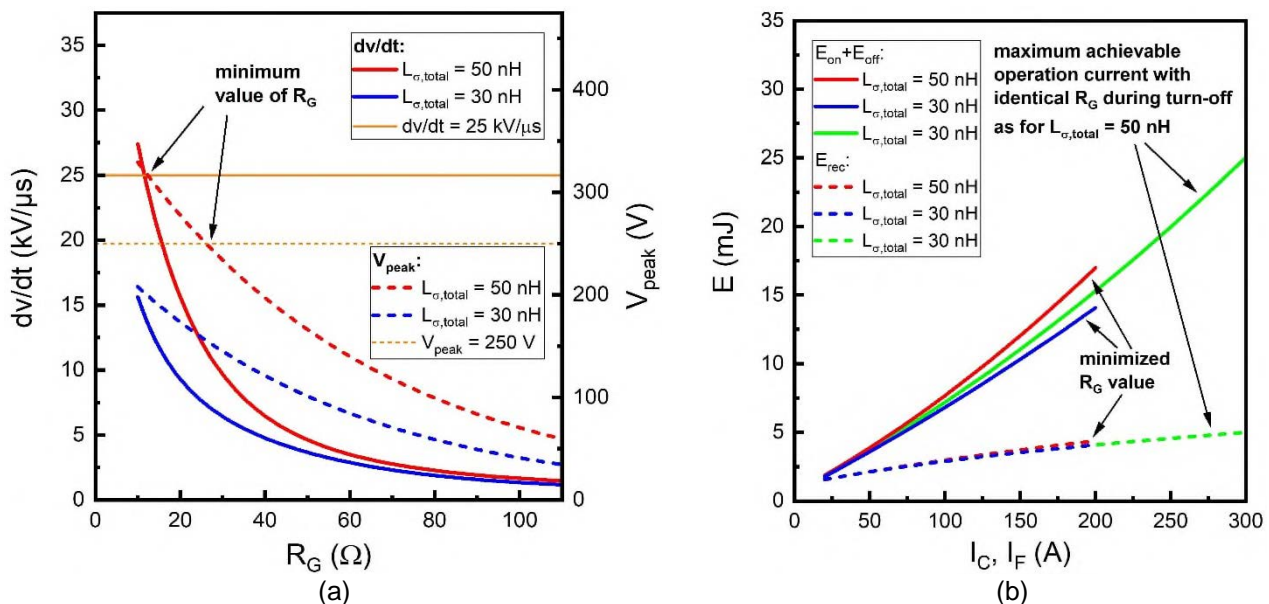 35
30
25
20
15
10
5
0
dv/dt (kV/μs)
0
20
40
60
80
100
R_G (Ω)
400
300
200
100
0
V_peak (V)
minimum
value of R_G
dv/dt:
L_σ,total = 50 nH
L_σ,total = 30 nH
dv/dt = 25 kV/μs
V_peak:
L_σ,total = 50 nH
L_σ,total = 30 nH
V_peak = 250 V
(a)
35
30
25
20
15
10
5
0
E (mJ)
0
50
100
150
200
250
300
I_C, I_F (A)
E_on+E_off:
L_σ,total = 50 nH
L_σ,total = 30 nH
L_σ,total = 30 nH
E_rec:
L_σ,total = 50 nH
L_σ,total = 30 nH
L_σ,total = 30 nH
maximum achievable
operation current with
identical R_G during turn-off
as for L_σ,total = 50 nH
minimized
R_G value
(b)